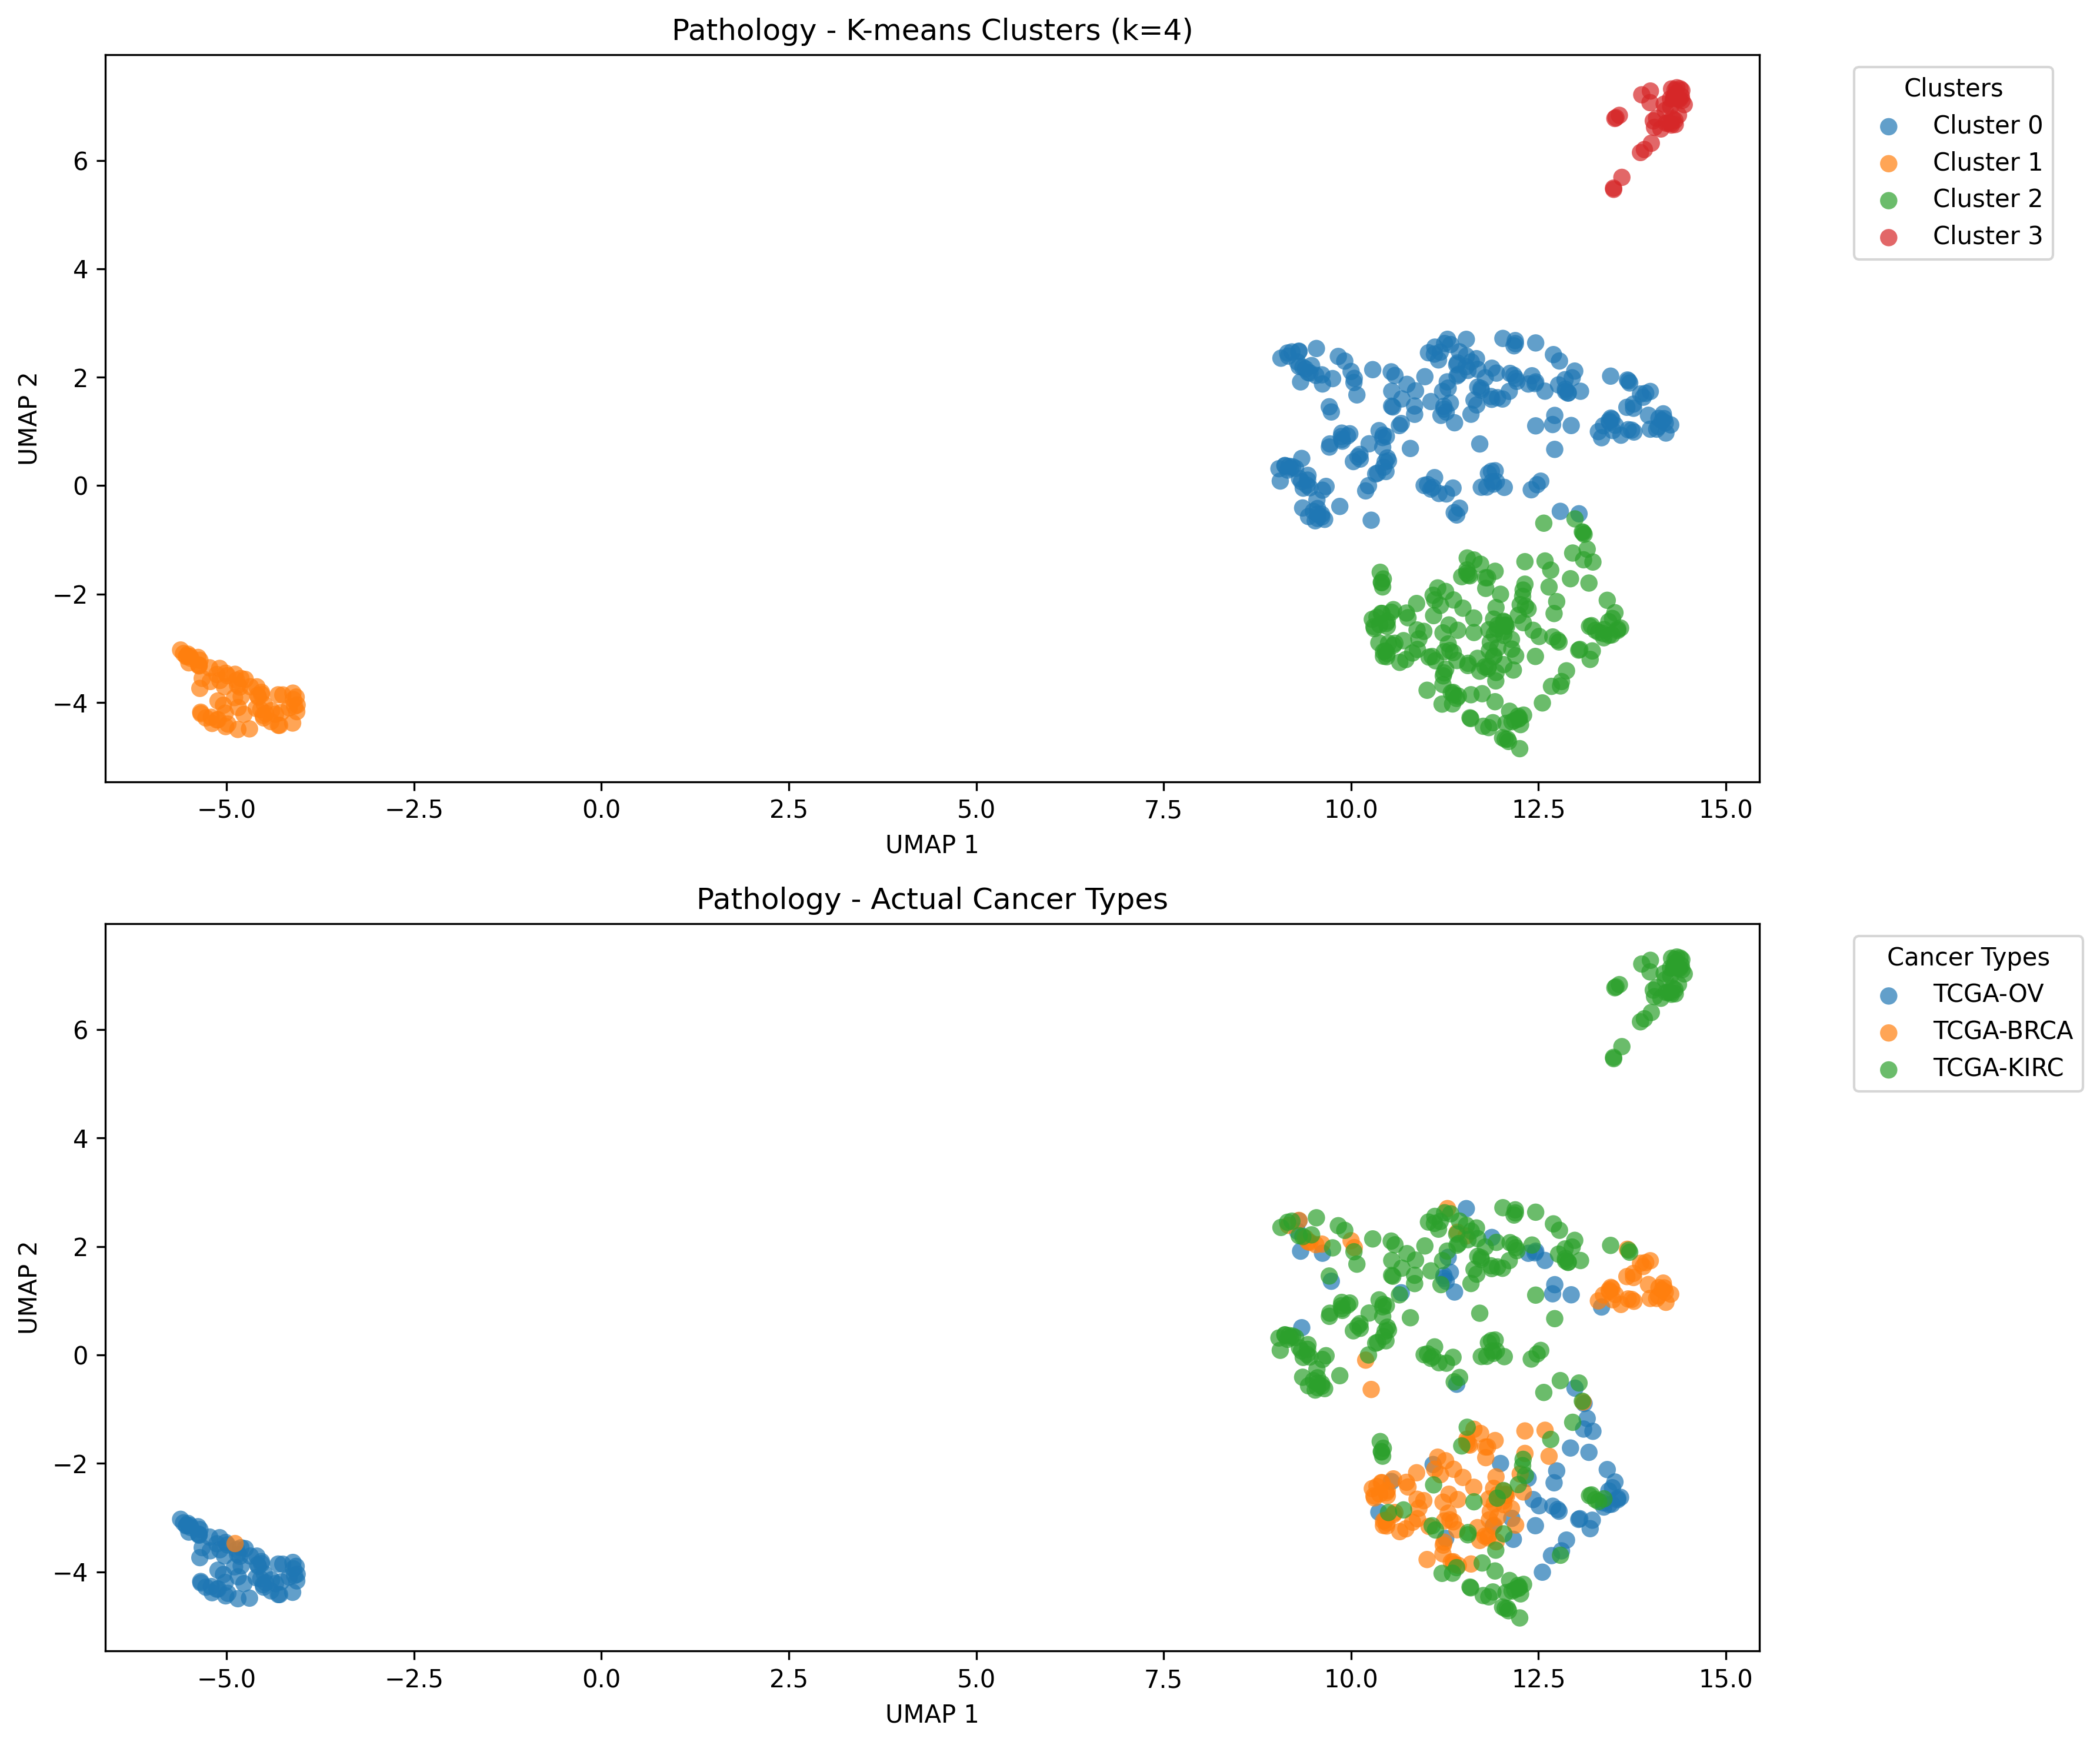 Pathology - K-means Clusters (k=4)
Clusters
Cluster 0
Cluster 1
Cluster 2
Cluster 3
UMAP 2
6
4
2
0
−2
−4
−5.0 −2.5 0.0 2.5 5.0 7.5 10.0 12.5 15.0
UMAP 1
Pathology - Actual Cancer Types
Cancer Types
TCGA-OV
TCGA-BRCA
TCGA-KIRC
UMAP 2
6
4
2
0
−2
−4
−5.0 −2.5 0.0 2.5 5.0 7.5 10.0 12.5 15.0
UMAP 1